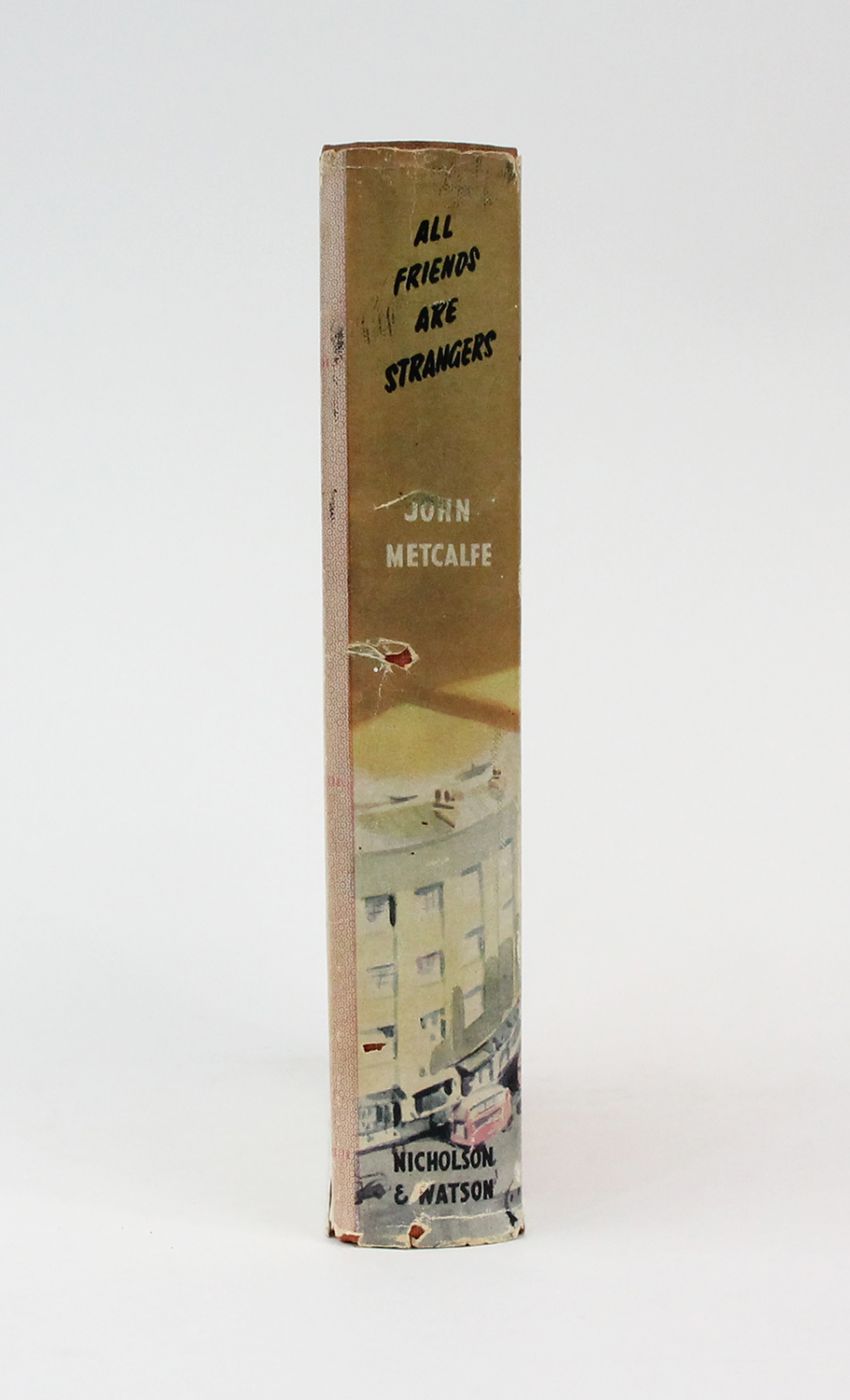 ALL
FRIENDS
ARE
STRANGERS
JOHN
METCALFE
NICHOLSON
& WATSON